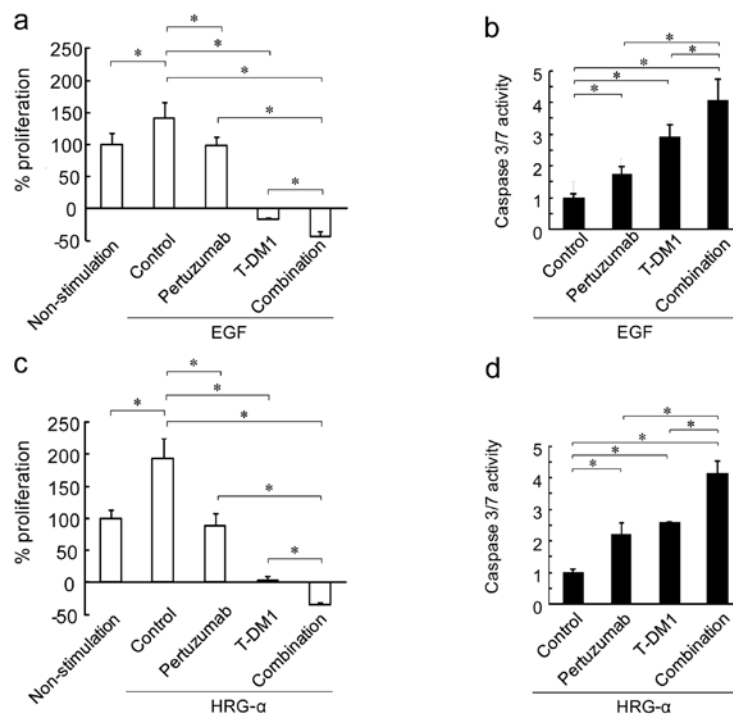 a
*
*
*
*
*
*
% proliferation
250
200
150
100
50
0
-50
Non-stimulation
Control
Pertuzumab
T-DM1
Combination
EGF
b
*
*
*
*
*
Caspase 3/7 activity
5
4
3
2
1
0
Control
Pertuzumab
T-DM1
Combination
EGF
c
*
*
*
*
*
*
% proliferation
250
200
150
100
50
0
-50
Non-stimulation
Control
Pertuzumab
T-DM1
Combination
HRG-α
d
*
*
*
*
*
Caspase 3/7 activity
5
4
3
2
1
0
Control
Pertuzumab
T-DM1
Combination
HRG-α